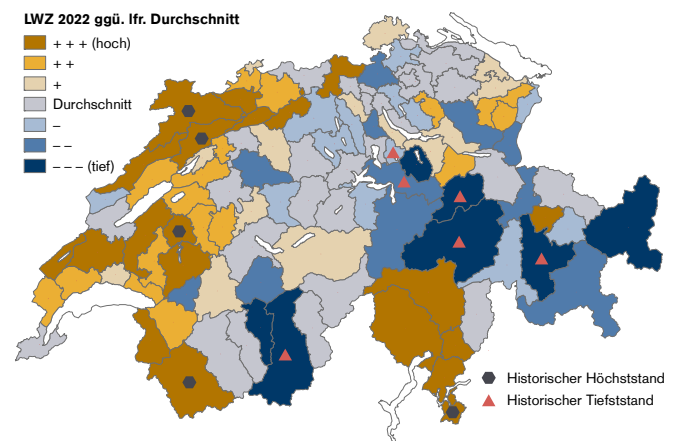 LWZ 2022 ggü. lfr. Durchschnitt
+ + + (hoch)
+ +
+
Durchschnitt
–
– –
– – – (tief)
Historischer Höchststand
Historischer Tiefststand